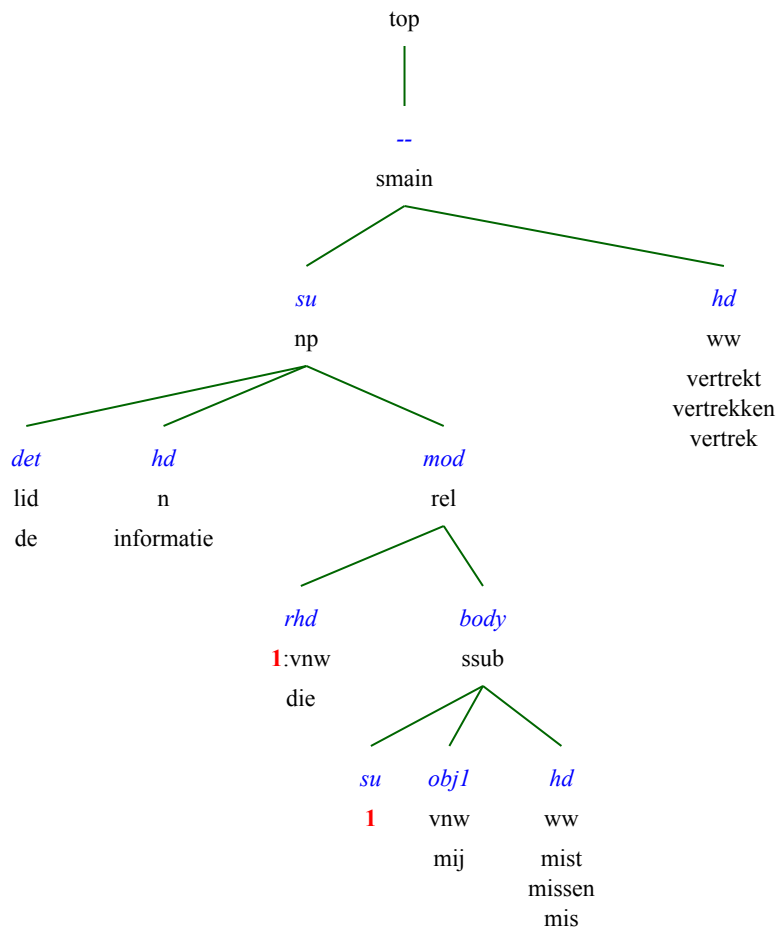 top
--
smain
su hd
np ww
vertrekt
vertrekken
vertrek
det hd mod
lid n rel
de informatie
rhd body
1:vnw ssub
die
su obj1 hd
1 vnw ww
mij mist
missen
mis